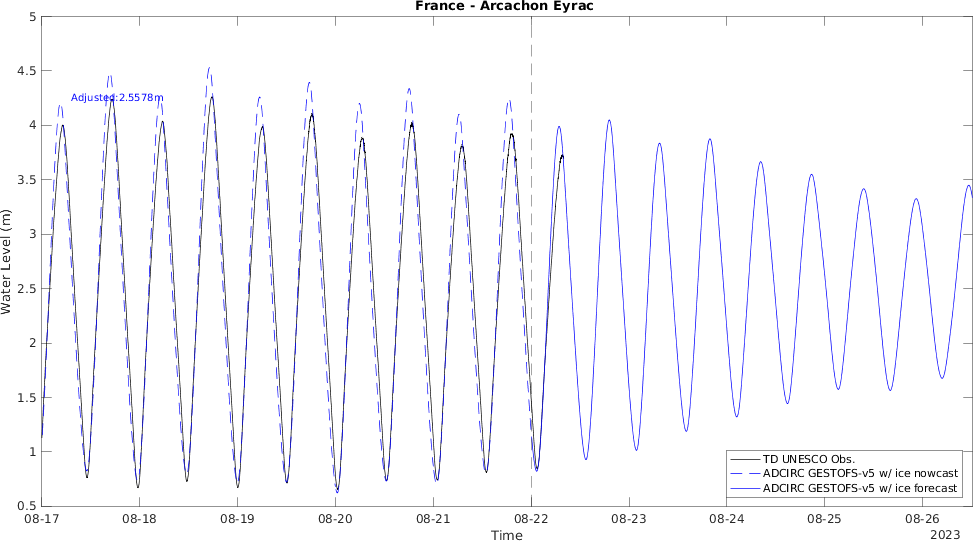 France - Arcachon Eyrac
5
4.5
4
3.5
3
2.5
2
1.5
1
0.5
Water Level (m)
Adjusted:2.5578m
TD UNESCO Obs.
ADCIRC GESTOFS-v5 w/ ice nowcast
ADCIRC GESTOFS-v5 w/ ice forecast
08-17 08-18 08-19 08-20 08-21 08-22 08-23 08-24 08-25 08-26
Time
2023